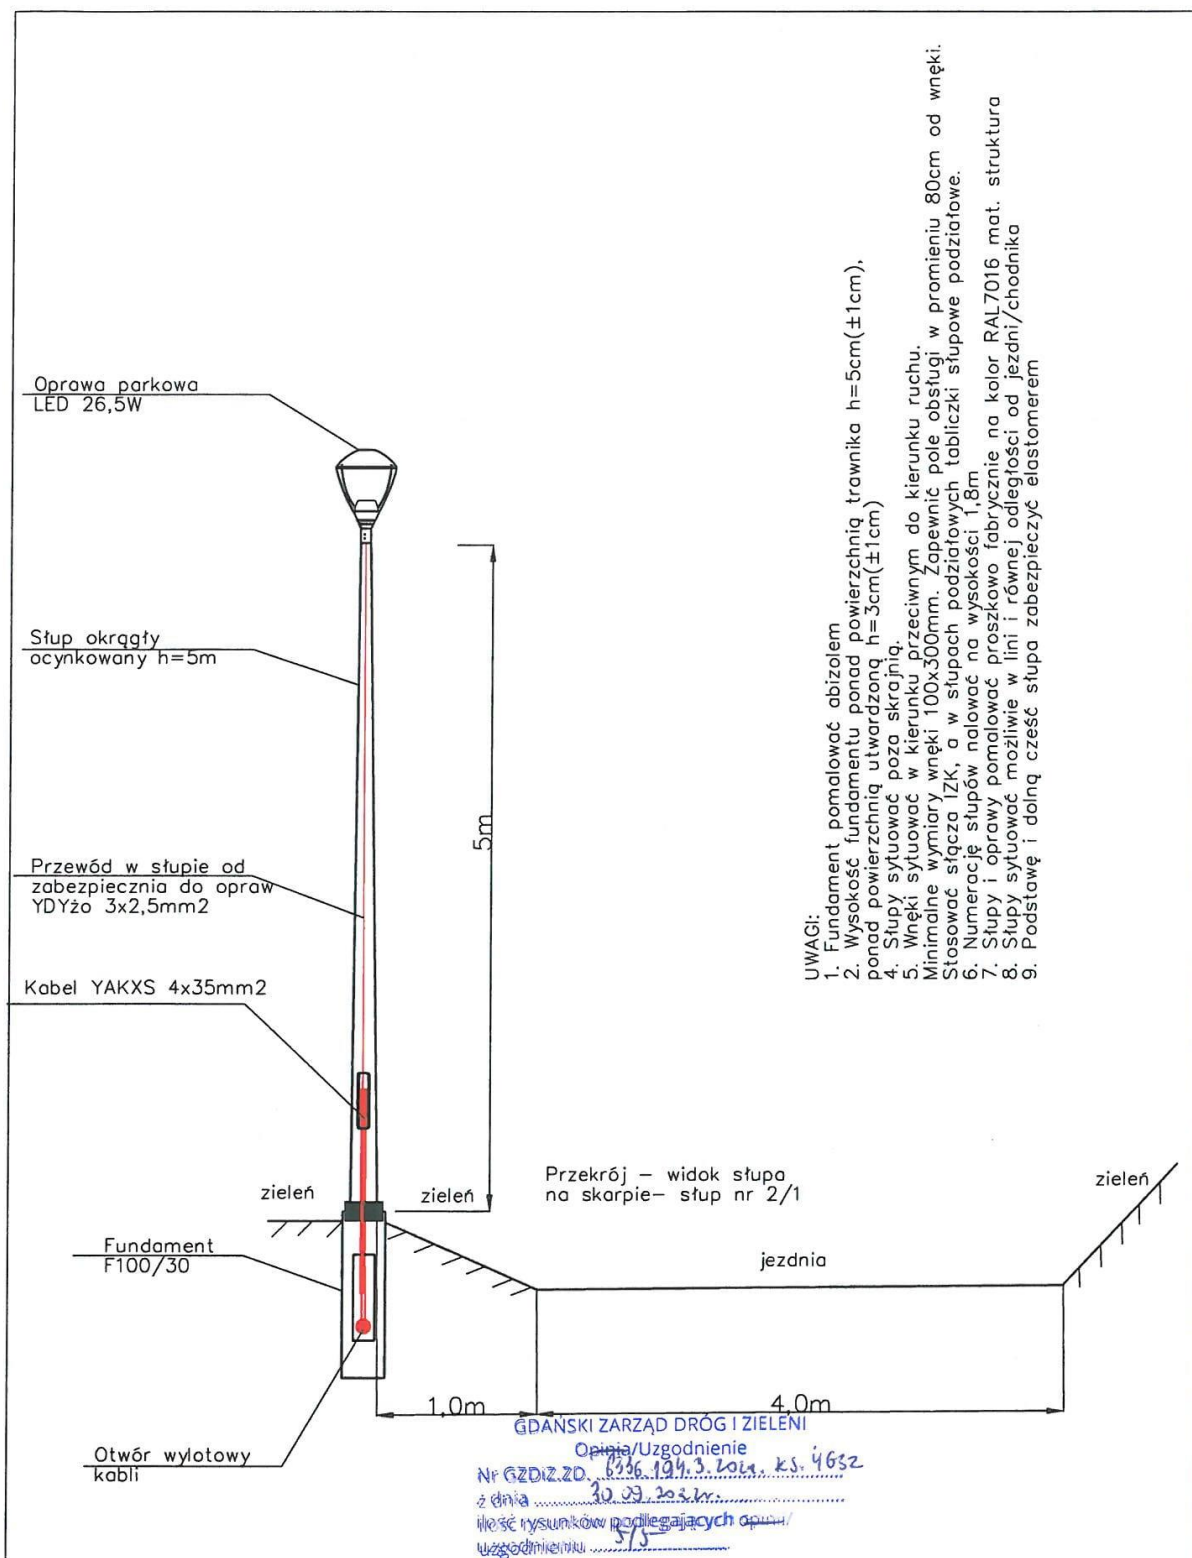 Oprawa parkowa
LED 26,5W
Słup okrągły
ocynkowany h=5m
Przewód w słupie od
zabezpiecznia do opraw
YDYżo 3x2,5mm2
Kabel YAKXS 4x35mm2
5m
zieleń
zieleń
Przekrój – widok słupa
na skarpie– słup nr 2/1
zieleń
Fundament
F100/30
jezdnia
1,0m
4,0m
Otwór wylotowy
kabli
UWAGI:
1. Fundament pomalować abizolem
2. Wysokość fundamentu ponad powierzchnią trawnika h=5cm(±1cm),
ponad powierzchnią utwardzoną h=3cm(±1cm)
4. Słupy sytuować poza skrajnią.
5. Wnęki sytuować w kierunku przeciwnym do kierunku ruchu.
Minimalne wymiary wnęki 100x300mm. Zapewnić pole obsługi w promieniu 80cm od wnęki.
Stosować słącza IZK, a w słupach podziałowych tabliczki słupowe podziałowe.
6. Numerację słupów nalować na wysokości 1,8m
7. Słupy i oprawy pomalować proszkowo fabrycznie na kolor RAL7016 mat. struktura
8. Słupy sytuować możliwie w lini i równej odległości od jezdni/chodnika
9. Podstawę i dolną cześć słupa zabezpieczyć elastomerem
GDAŃSKI ZARZĄD DRÓG I ZIELENI
Opinia/Uzgodnienie
Nr GZDiZ.ZD.
z dnia 30.09.2022r.
ilość rysunków podlegających opinii/
uzgodnieniu 5/5